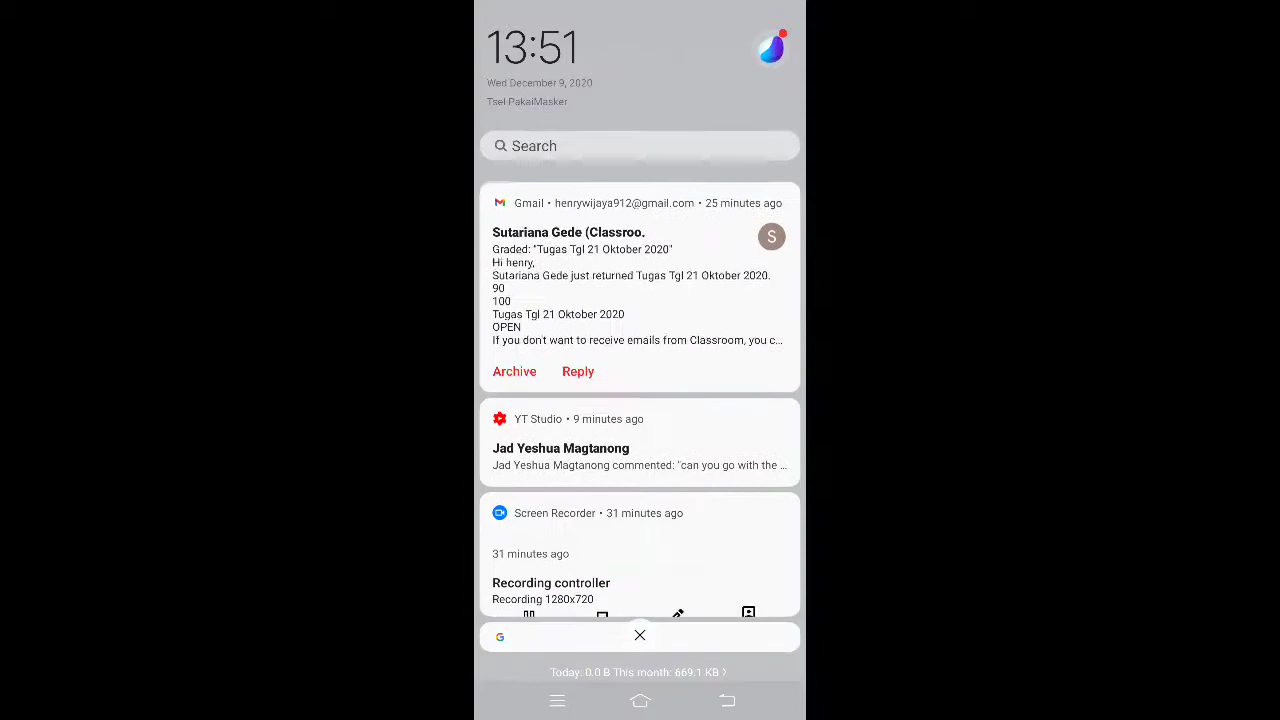 13:51
Wed December 9, 2020
Tsel-PakaiMasker
Search
Gmail • henrywijaya912@gmail.com • 25 minutes ago
Sutariana Gede (Classroo.
S
Graded: "Tugas Tgl 21 Oktober 2020"
Hi henry,
Sutariana Gede just returned Tugas Tgl 21 Oktober 2020.
90
100
Tugas Tgl 21 Oktober 2020
OPEN
If you don't want to receive emails from Classroom, you c...
Archive Reply
YT Studio • 9 minutes ago
Jad Yeshua Magtanong
Jad Yeshua Magtanong commented: "can you go with the ...
Screen Recorder • 31 minutes ago
31 minutes ago
Recording controller
Recording 1280x720
G
Today: 0.0 B This month: 669.1 KB